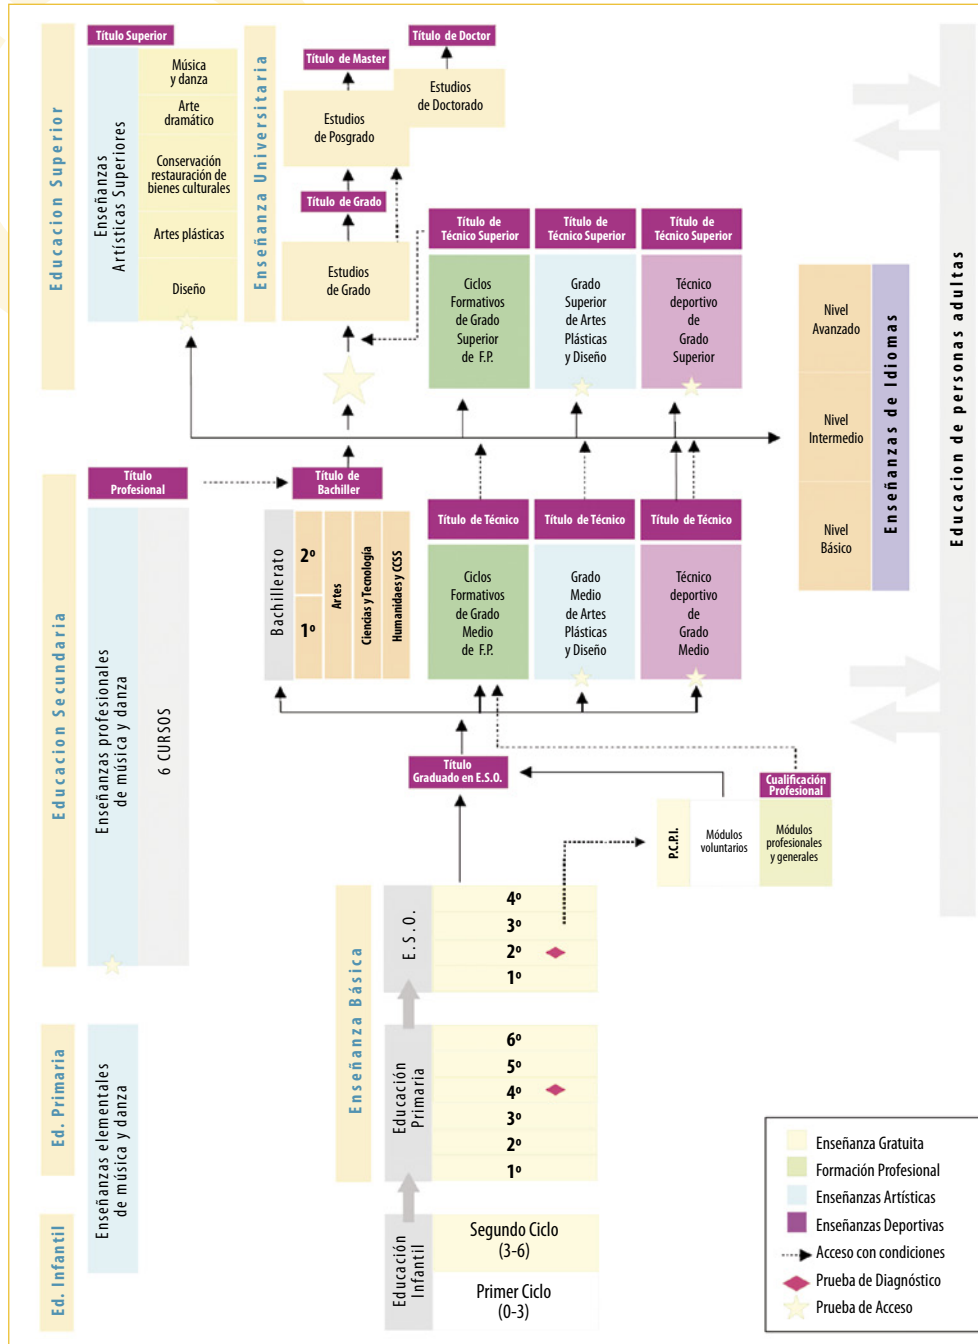 Educacion Superior
Título Superior
Enseñanzas
Artísticas Superiores
Música
y danza
Arte
dramático
Conservación
restauración de
bienes culturales
Artes plásticas
Diseño
Enseñanza Universitaria
Título de Master
Título de Doctor
Estudios
de Posgrado
Estudios
de Doctorado
Título de Grado
Estudios
de Grado
Título de
Técnico Superior
Título de
Técnico Superior
Título de
Técnico Superior
Ciclos
Formativos
de Grado
Superior
de F.P.
Grado
Superior
de Artes
Plásticas
y Diseño
Técnico
deportivo
de
Grado
Superior
Nivel
Avanzado
Nivel
Intermedio
Nivel
Básico
Enseñanzas de Idiomas
Educacion de personas adultas
Educacion Secundaria
Título
Profesional
Enseñanzas profesionales
de música y danza
6 CURSOS
Título de
Bachiller
Bachillerato
2º
1º
Artes
Ciencias y Tecnología
Humanidaes y CCSS
Título de Técnico
Título de Técnico
Título de Técnico
Ciclos
Formativos
de Grado
Medio
de F.P.
Grado
Medio
de Artes
Plásticas
y Diseño
Técnico
deportivo
de
Grado
Medio
Título
Graduado en E.S.O.
Cualificación
Profesional
P.C.P.I.
Módulos
voluntarios
Módulos
profesionales
y generales
Enseñanza Básica
E.S.O.
4º
3º
2º
1º
Ed. Primaria
Enseñanzas elementales
de música y danza
Educación
Primaria
6º
5º
4º
3º
2º
1º
Ed. Infantil
Educación
Infantil
Segundo Ciclo
(3-6)
Primer Ciclo
(0-3)
Enseñanza Gratuita
Formación Profesional
Enseñanzas Artísticas
Enseñanzas Deportivas
Acceso con condiciones
Prueba de Diagnóstico
Prueba de Acceso